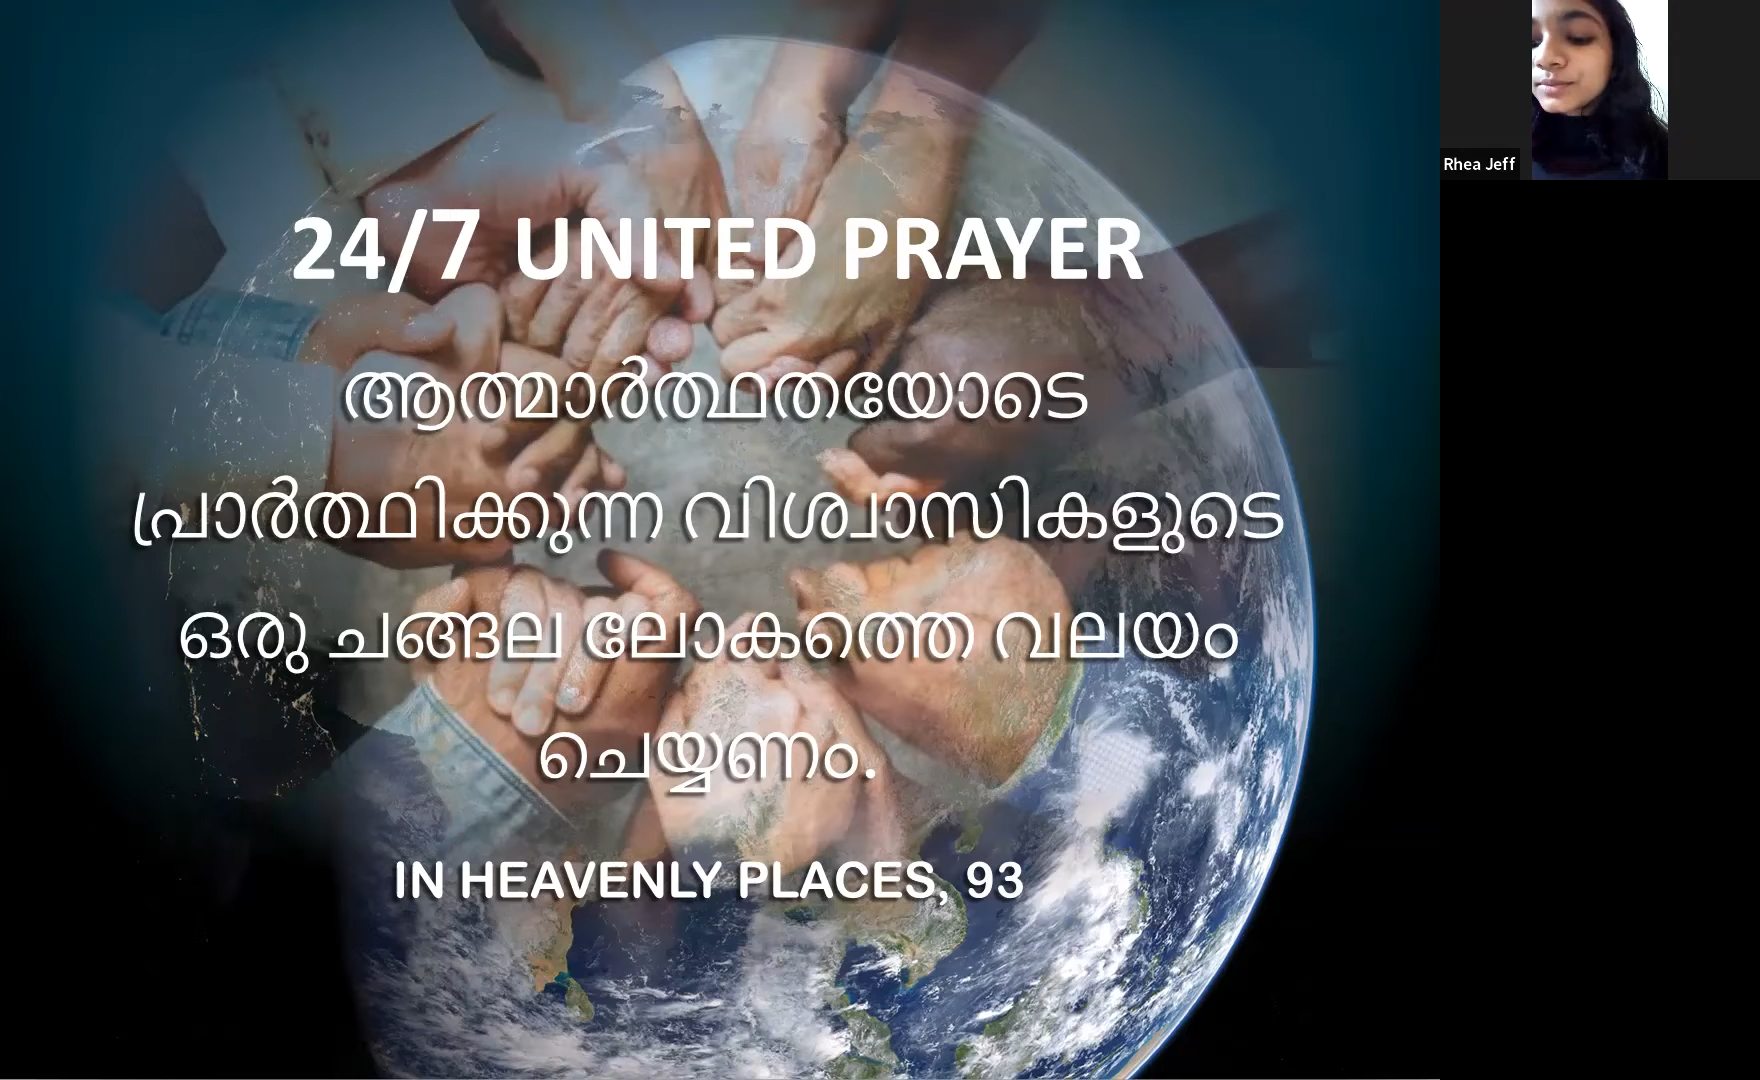 24/7 UNITED PRAYER
ആത്മാർത്ഥതയോടെ
പ്രാർത്ഥിക്കുന്ന വിശ്വാസികളുടെ
ഒരു ചങ്ങല ലോകത്തെ വലയം
ചെയ്യണം.
IN HEAVENLY PLACES, 93
Rhea Jeff